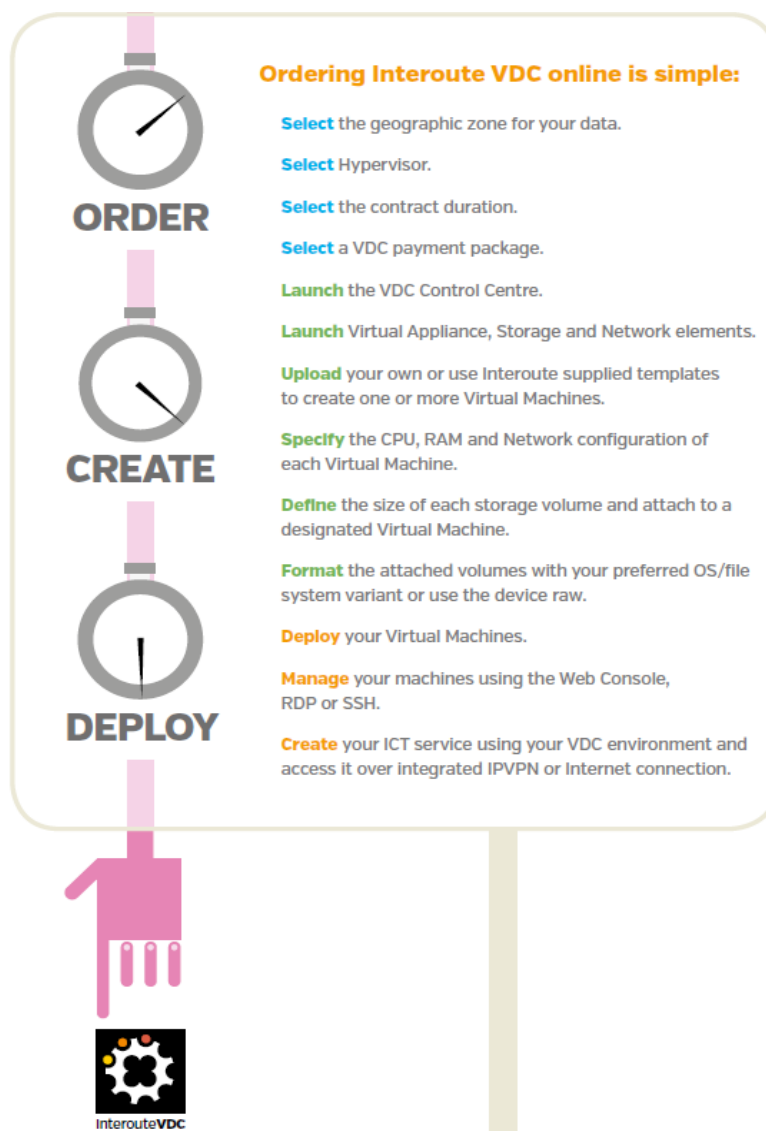 Ordering Interoute VDC online is simple:
Select the geographic zone for your data.
Select Hypervisor.
Select the contract duration.
Select a VDC payment package.
ORDER
Launch the VDC Control Centre.
Launch Virtual Appliance, Storage and Network elements.
Upload your own or use Interoute supplied templates
to create one or more Virtual Machines.
Specify the CPU, RAM and Network configuration of
each Virtual Machine.
CREATE
Define the size of each storage volume and attach to a
designated Virtual Machine.
Format the attached volumes with your preferred OS/file
system variant or use the device raw.
Deploy your Virtual Machines.
Manage your machines using the Web Console,
RDP or SSH.
DEPLOY
Create your ICT service using your VDC environment and
access it over integrated IPVPN or Internet connection.
InterouteVDC